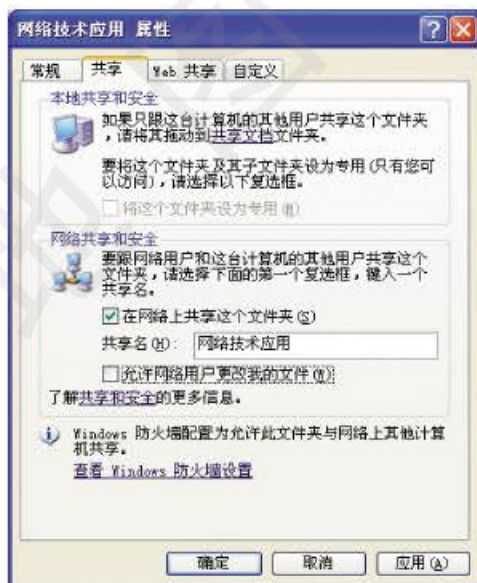 网络技术应用 属性
常规 共享 Web 共享 自定义
本地共享和安全
如果只跟这台计算机的其他用户共享这个文件夹
，请将其拖动到共享文档文件夹。
要将这个文件夹及其子文件夹设为专用(只有您可
以访问)，请选择以下复选框。
将这个文件夹设为专用(M)
网络共享和安全
要跟网络用户和这台计算机的其他用户共享这个
文件夹，请选择下面的第一个复选框，键入一个
共享名。
在网络上共享这个文件夹(S)
共享名(H): 网络技术应用
允许网络用户更改我的文件(W)
了解共享和安全的更多信息。
Windows 防火墙配置为允许此文件夹与网络上其他计算
机共享。
查看 Windows 防火墙设置
确定 取消 应用(A)